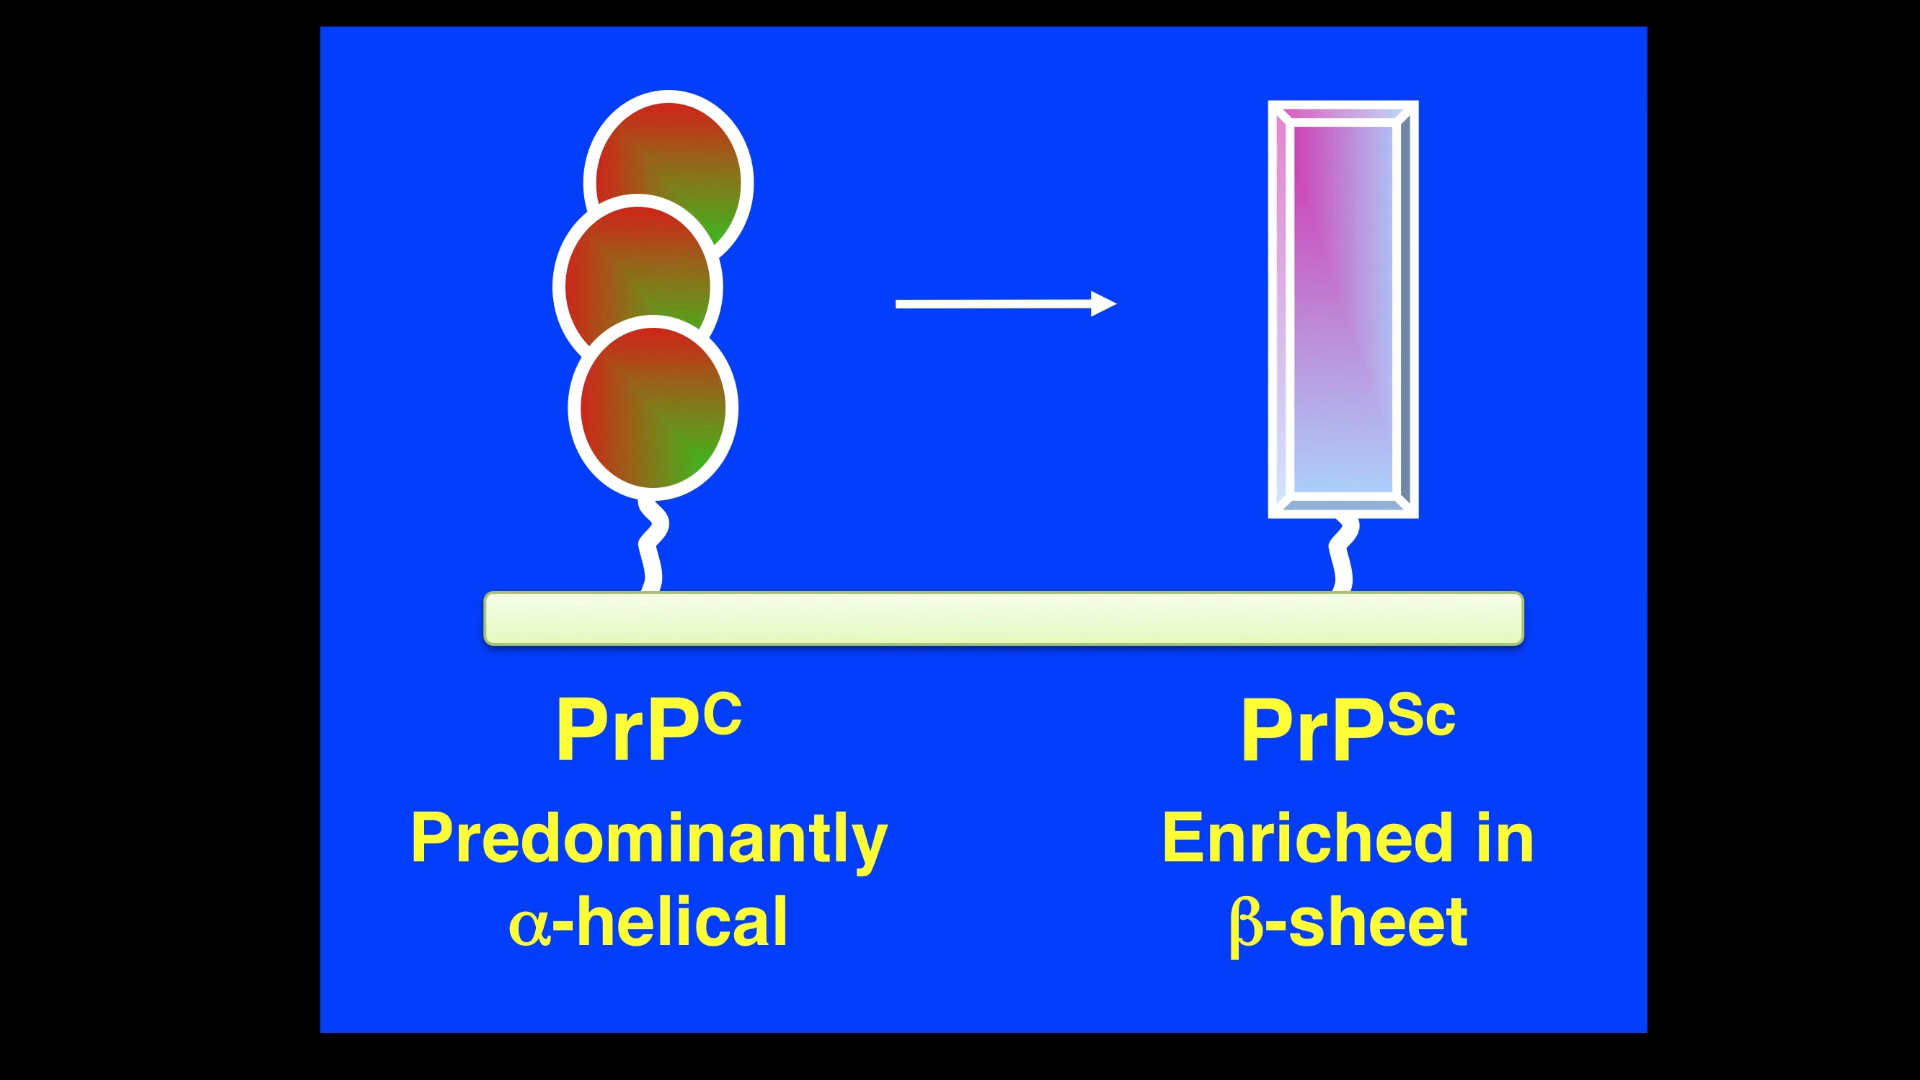 PrP^C
PrP^Sc
Predominantly
α-helical
Enriched in
β-sheet